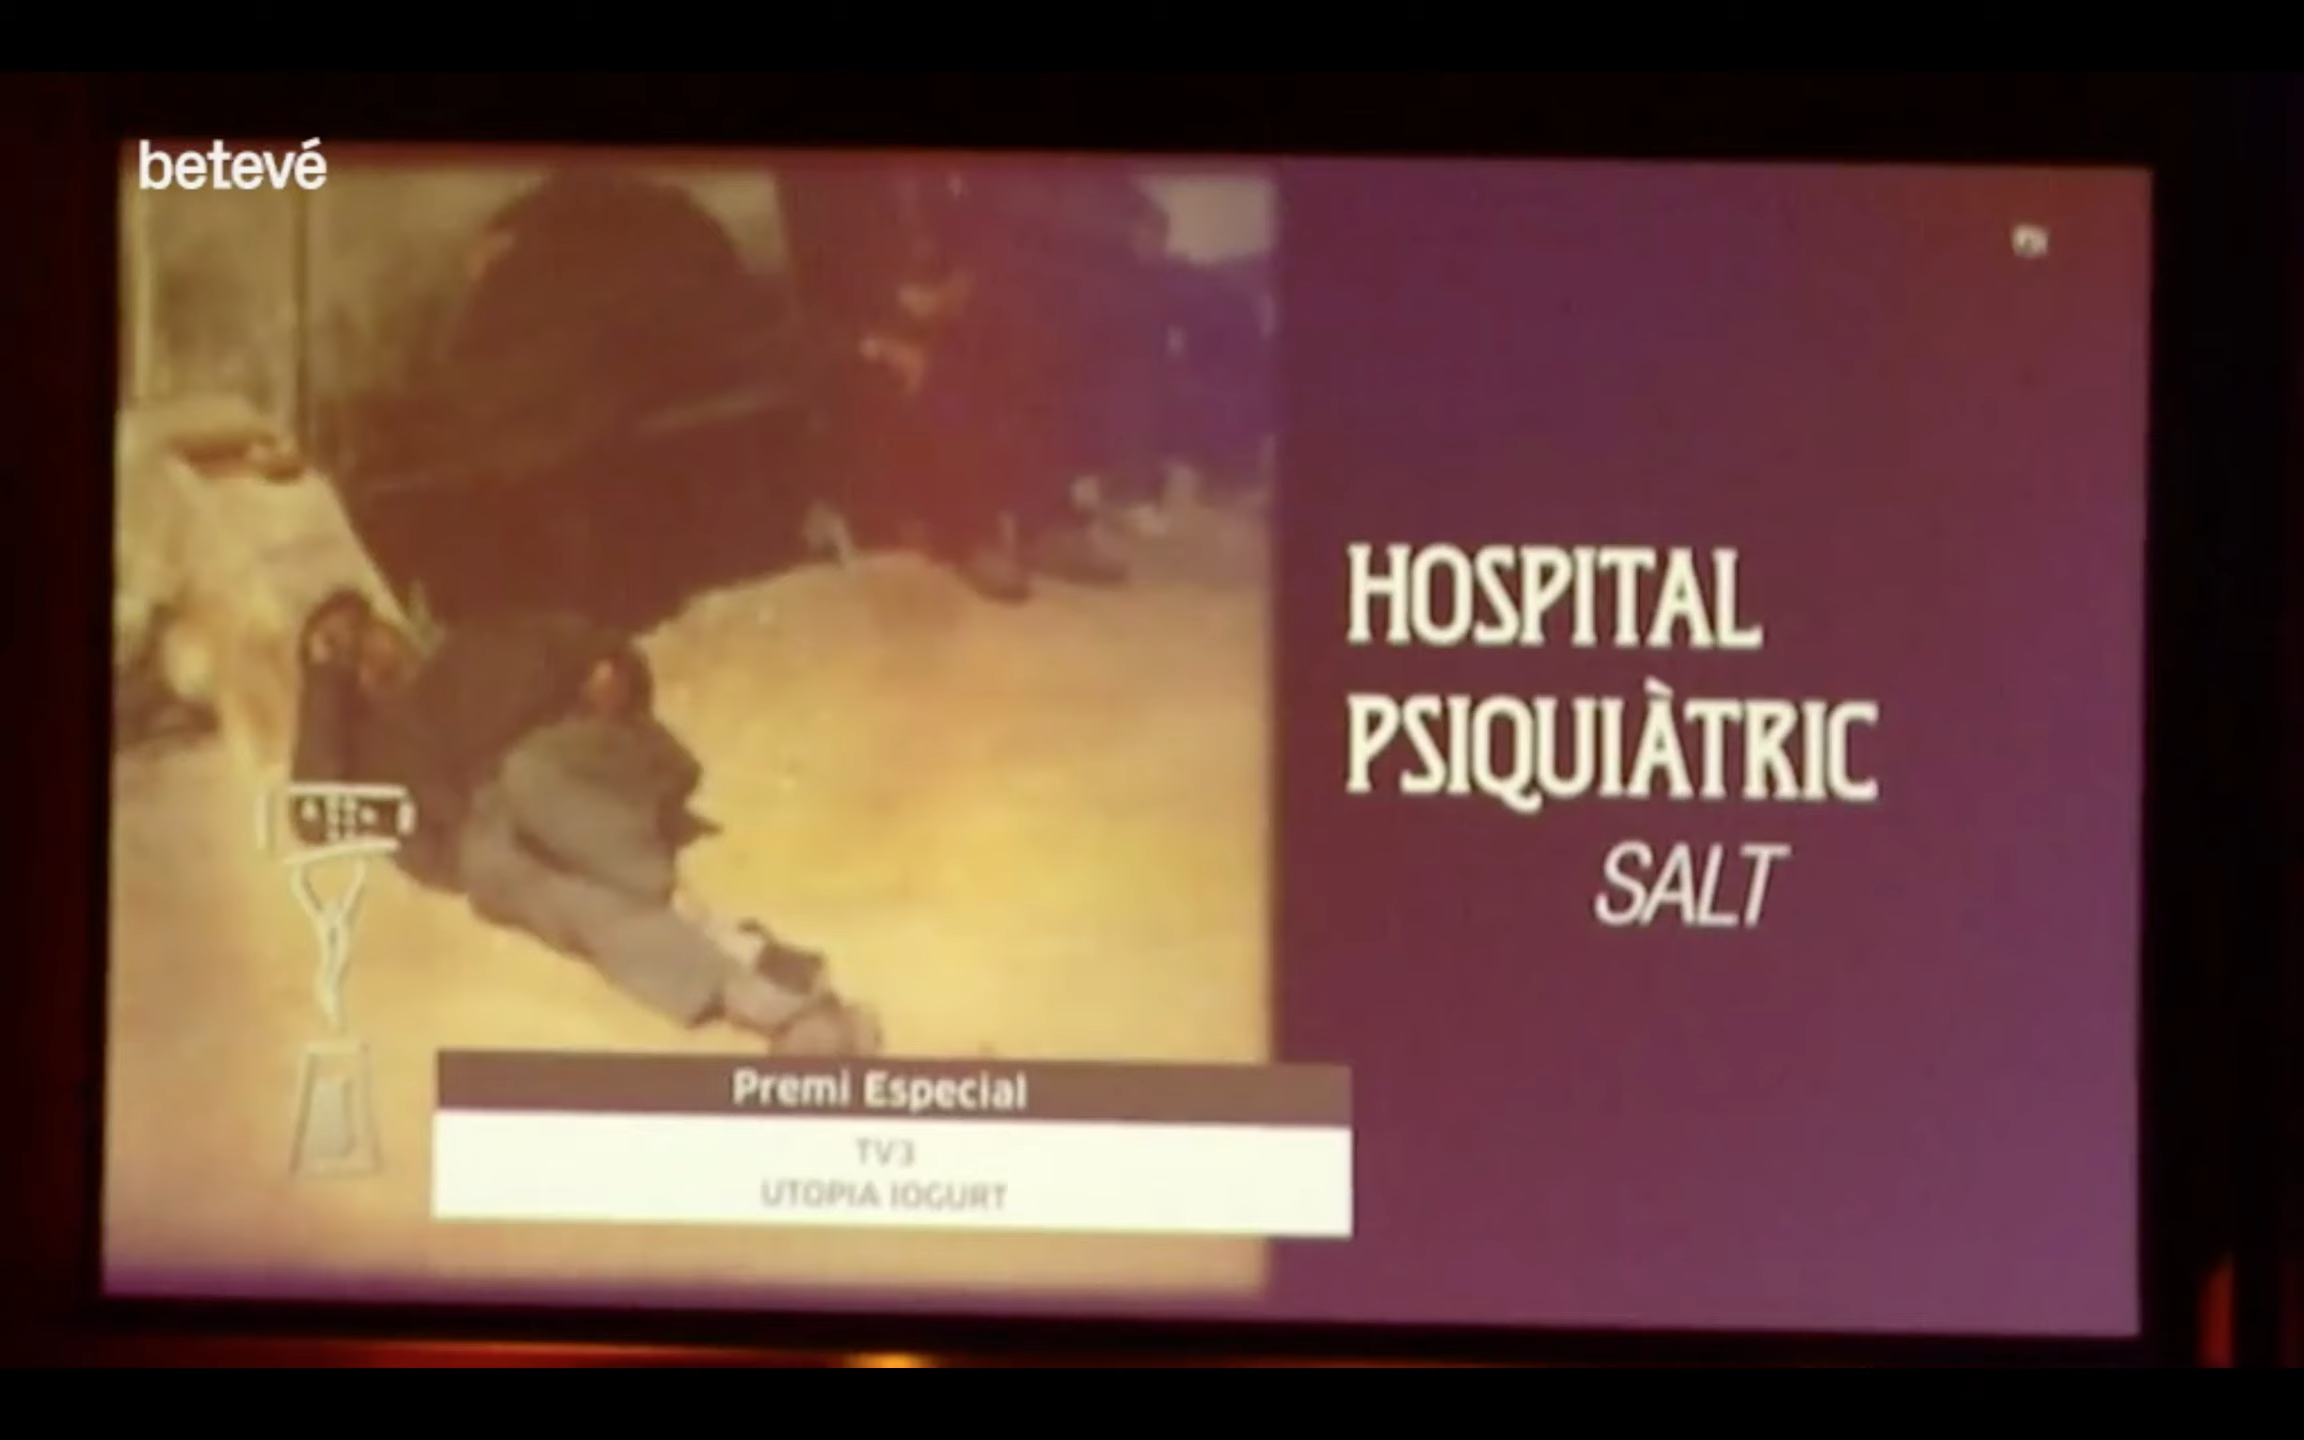 betevé
HOSPITAL
PSIQUIÀTRIC
SALT
Premi Especial
TV3
UTOPIA IOGURT